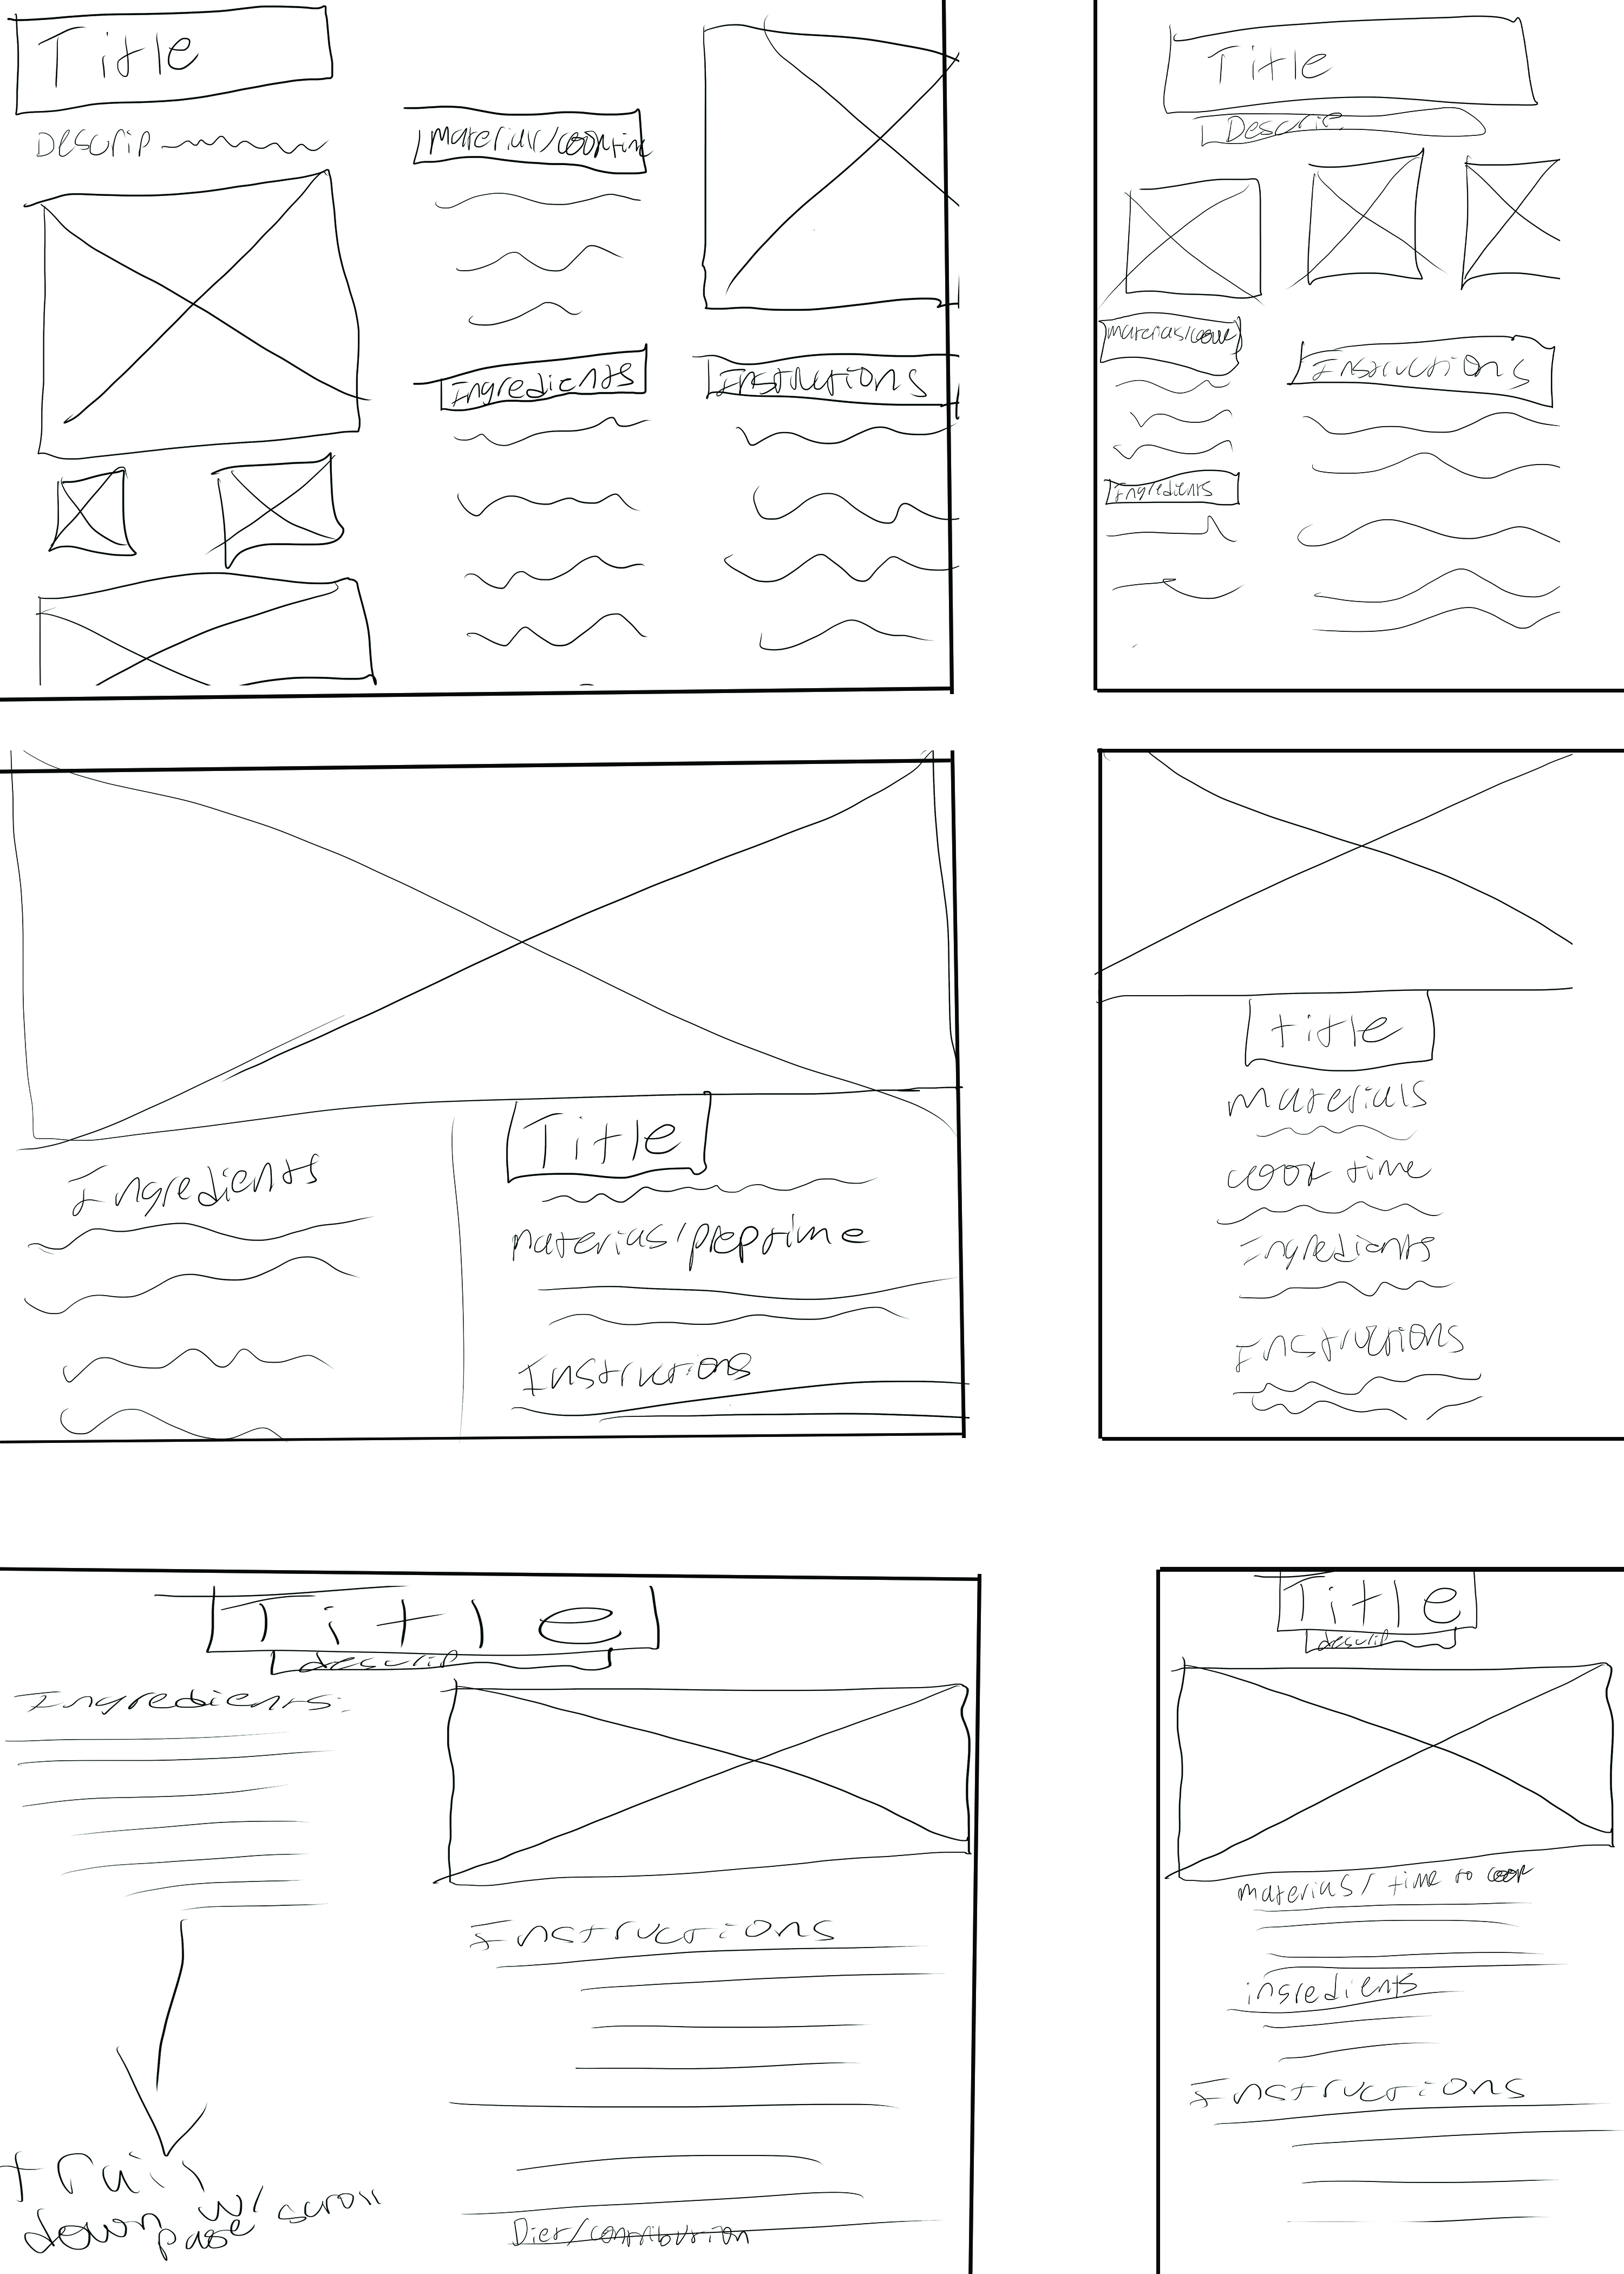 Title
Descrip
Material/cooktime
Ingredients
Instructions
Title
Descrip
Materials/cook
Instructions
Ingredients
Ingredients
Title
materials/preptime
Instructions
title
materials
cook time
Ingredients
Instructions
Title
descrip
Ingredients:
Instructions
trail
down w/
page scroll
Diet/contribution
Title
descrip
materials/ time to cook
ingredients
Instructions